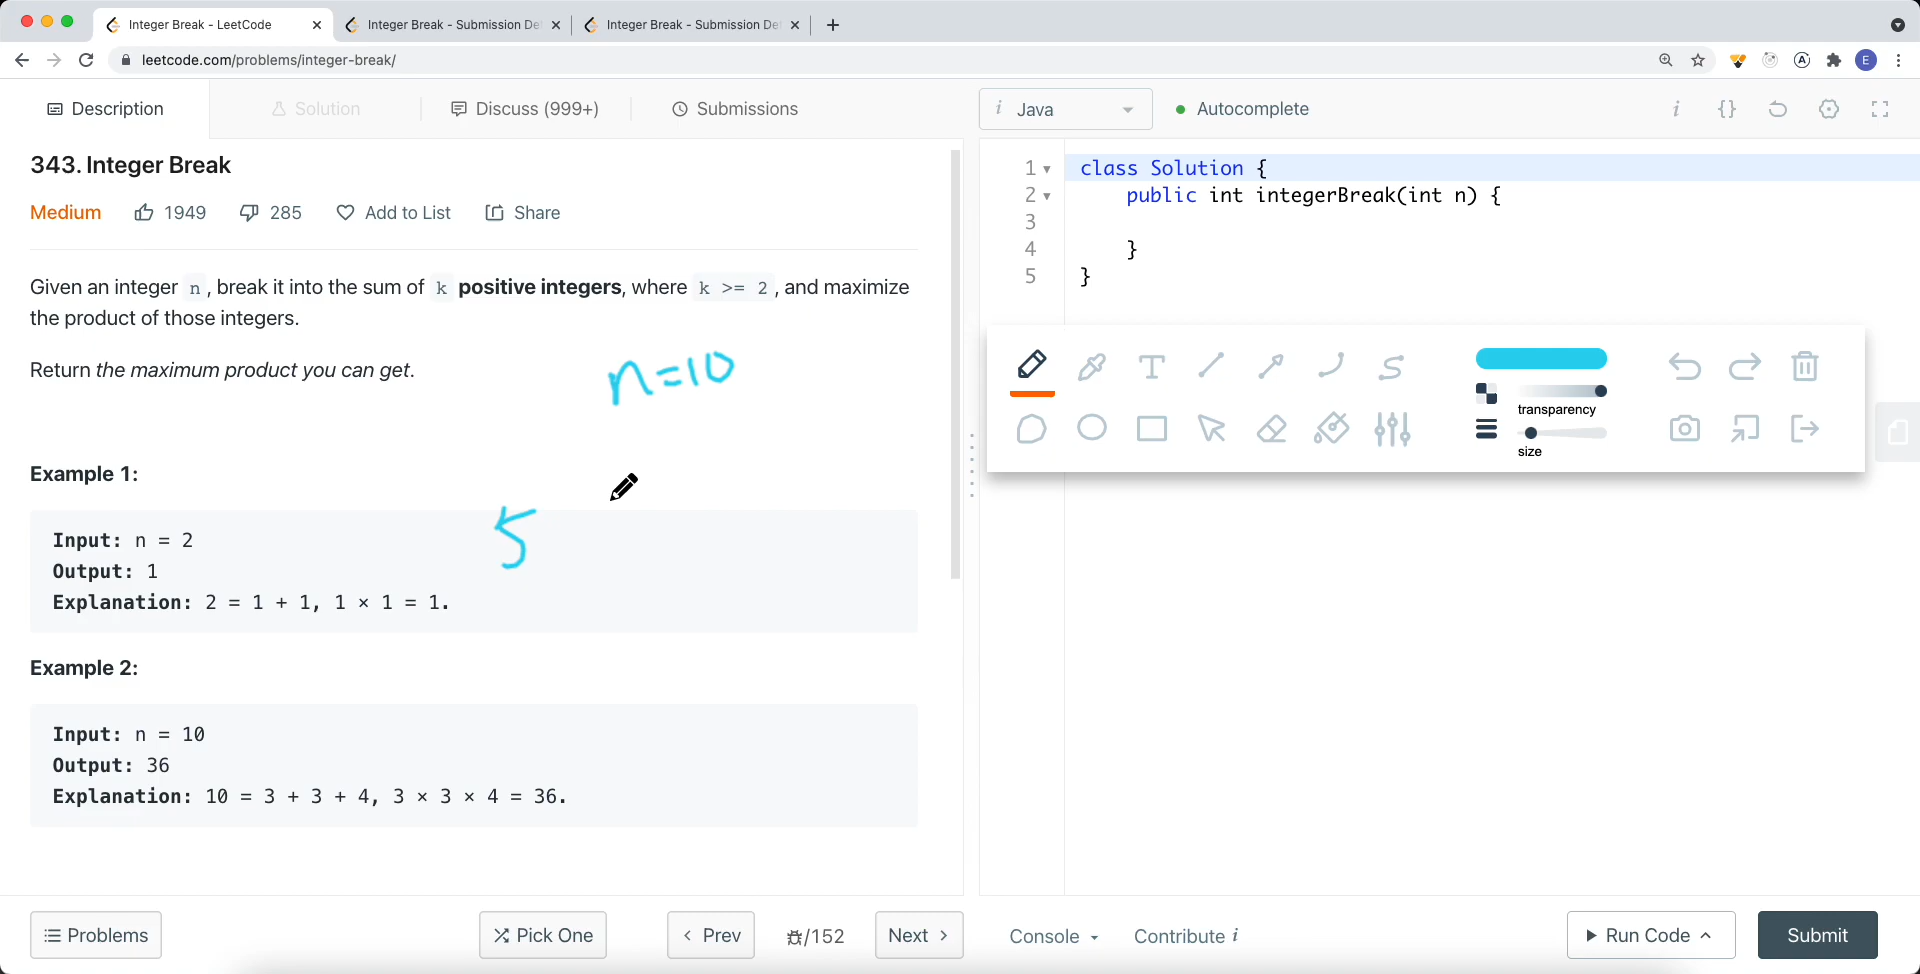 Integer Break - LeetCode
Integer Break - Submission De
Integer Break - Submission De
leetcode.com/problems/integer-break/
E
Description
Solution
Discuss (999+)
Submissions
i Java
Autocomplete
i {}
343. Integer Break
Medium 1949 285 Add to List Share
Given an integer n, break it into the sum of k positive integers, where k >= 2, and maximize
the product of those integers.
Return the maximum product you can get.
n=10
Example 1:
5
Input: n = 2
Output: 1
Explanation: 2 = 1 + 1, 1 × 1 = 1.
Example 2:
Input: n = 10
Output: 36
Explanation: 10 = 3 + 3 + 4, 3 × 3 × 4 = 36.
1 class Solution {
2 public int integerBreak(int n) {
3
4 }
5 }
T
transparency
size
Problems
Pick One
Prev
/152
Next
Console
Contribute i
Run Code
Submit